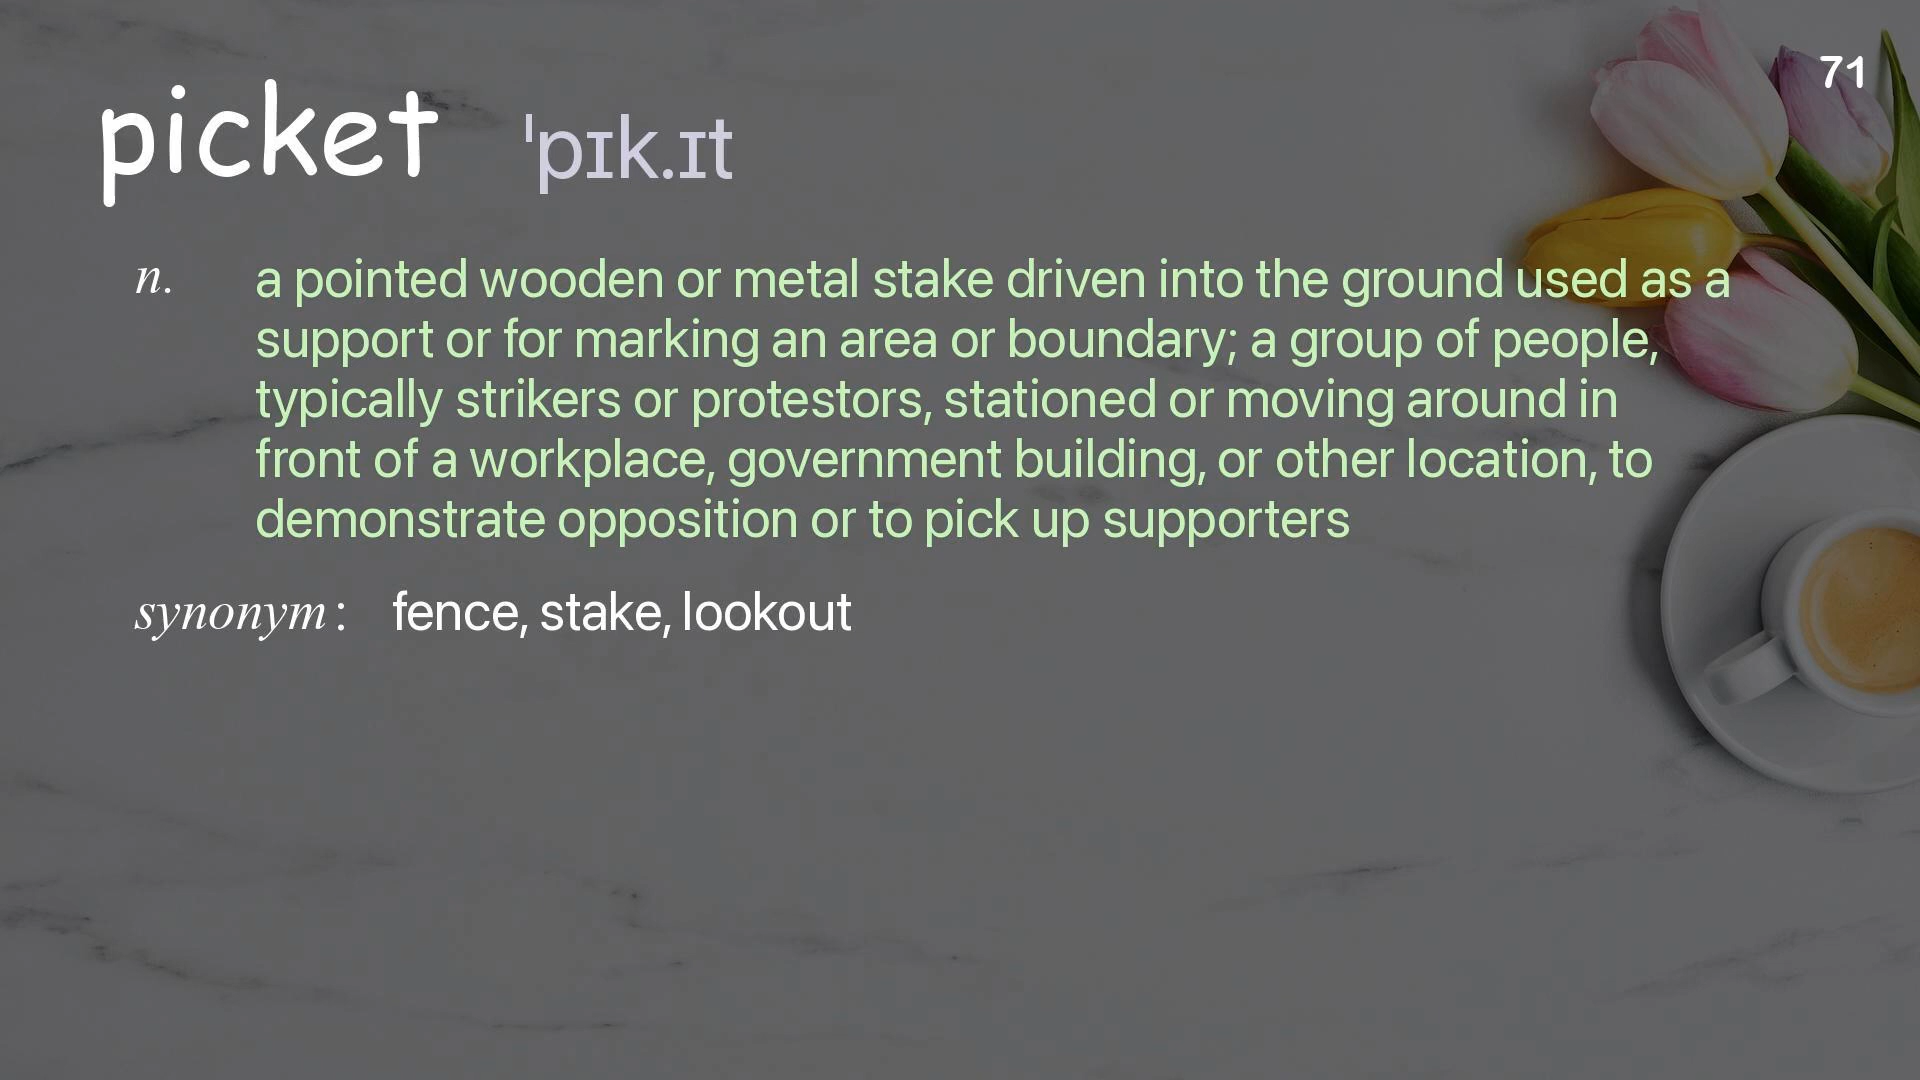 71
picket ˈpɪk.ɪt
n. a pointed wooden or metal stake driven into the ground used as a
support or for marking an area or boundary; a group of people,
typically strikers or protestors, stationed or moving around in
front of a workplace, government building, or other location, to
demonstrate opposition or to pick up supporters
synonym: fence, stake, lookout